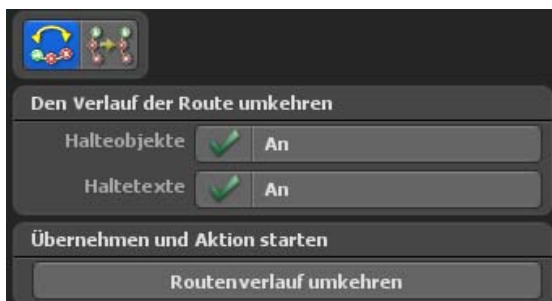 Den Verlauf der Route umkehren
Halteobjekte An
Haltetexte An
Übernehmen und Aktion starten
Routenverlauf umkehren